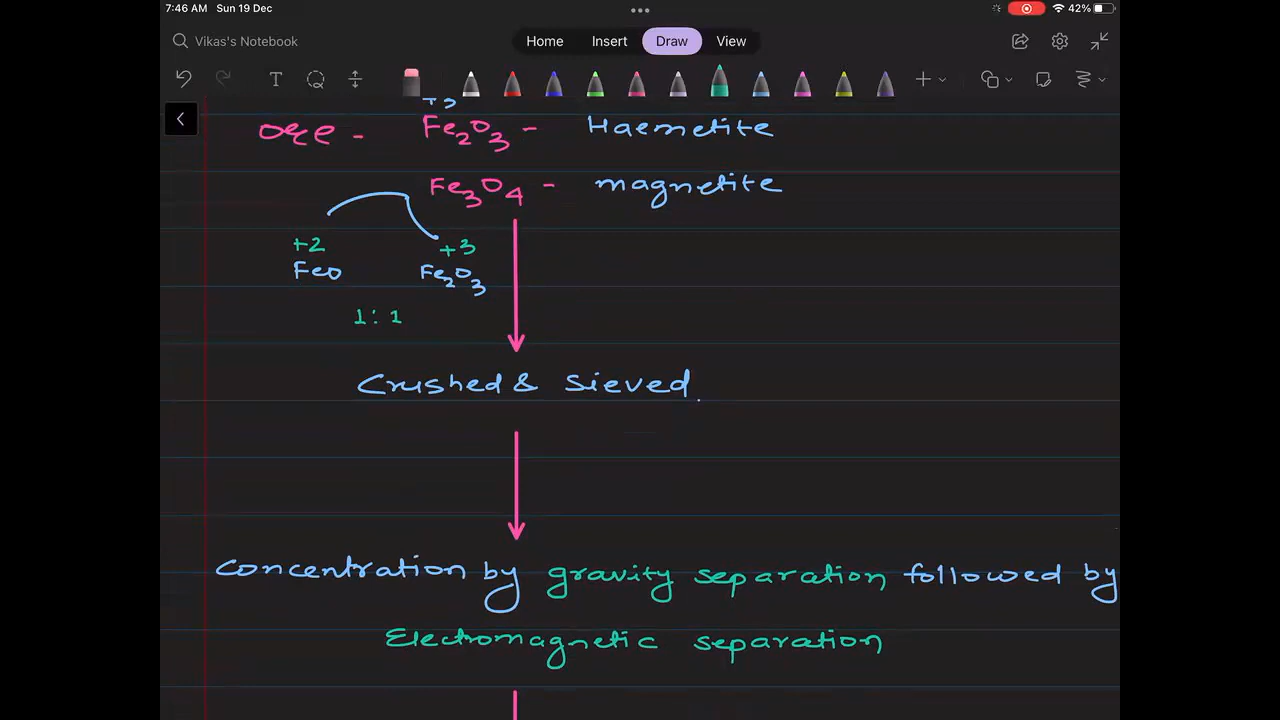 7:46 AM Sun 19 Dec
42%
Vikas's Notebook
Home Insert Draw View
+3
Ore - Fe2O3 - Haemetite
Fe3O4 - magnetite
+2 +3
FeO Fe2O3
1:1
Crushed & Sieved.
Concentration by gravity separation followed by
Electromagnetic separation